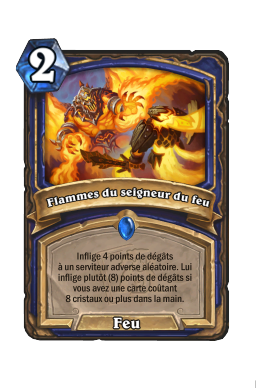 2
Flammes du seigneur du feu
Inflige 4 points de dégâts
à un serviteur adverse aléatoire. Lui
inflige plutôt (8) points de dégâts si
vous avez une carte coûtant
8 cristaux ou plus dans la main.
Feu